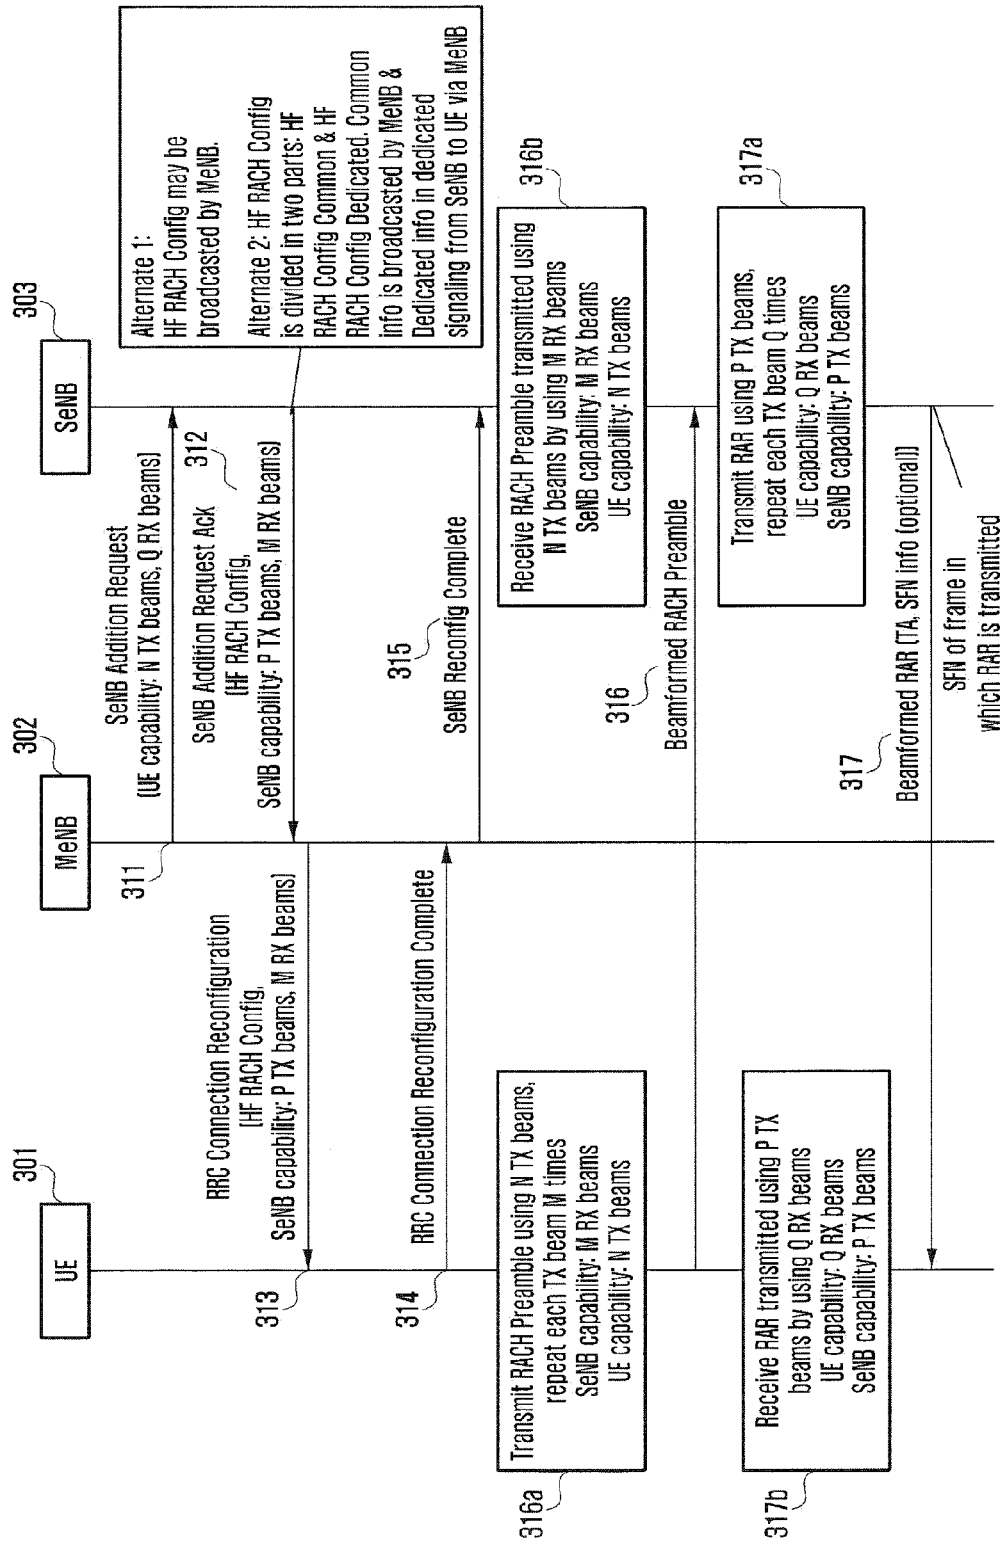 301
UE
302
MeNB
303
SeNB
311
SeNB Addition Request
(UE capability: N TX beams, Q RX beams)
312
SeNB Addition Request ACK
(HF RACH Config,
SeNB capability: P TX beams, M RX beams)
Alternate 1:
HF RACH Config may be
broadcasted by MeNB.
Alternate 2: HF RACH Config
is divided in two parts: HF
RACH Config Common & HF
RACH Config Dedicated. Common
info is broadcasted by MeNB &
Dedicated info in dedicated
signaling from SeNB to UE via MeNB
RRC Connection Reconfiguration
(HF RACH Config,
SeNB capability: P TX beams, M RX beams)
313
RRC Connection Reconfiguration Complete
314
315
SeNB Reconfig Complete
316a
Transmit RACH Preamble using N TX beams,
repeat each TX beam M times
SeNB capability: M RX beams
UE capability: N TX beams
316b
Receive RACH Preamble transmitted using
N TX beams by using M RX beams
SeNB capability: M RX beams
UE capability: N TX beams
316
Beamformed RACH Preamble
317b
Receive RAR transmitted using P TX
beams by using Q RX beams
UE capability: Q RX beams
SeNB capability: P TX beams
317a
Transmit RAR using P TX beams,
repeat each TX beam Q times
UE capability: Q RX beams
SeNB capability: P TX beams
317
Beamformed RAR (TA, SFN info (optional))
SFN of frame in
which RAR is transmitted